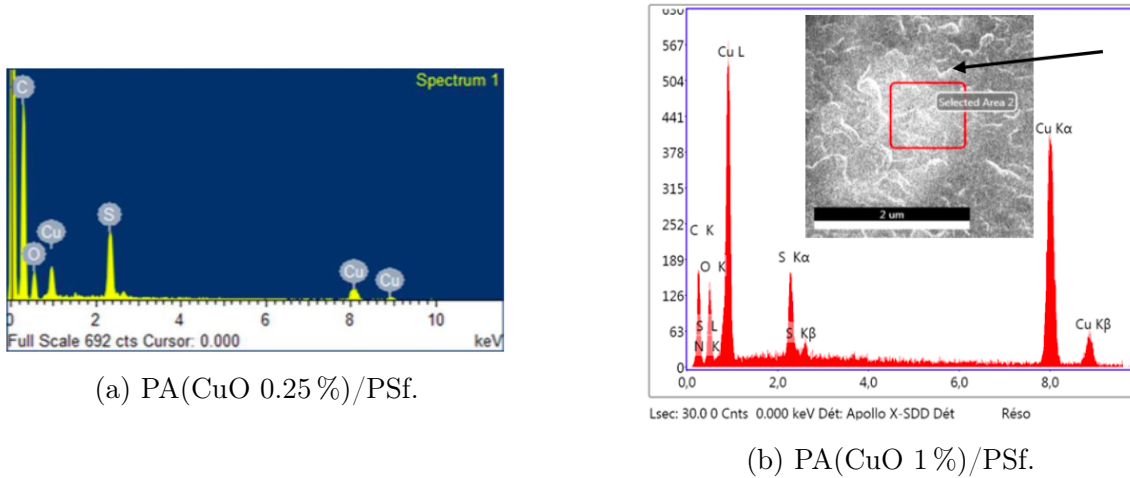 Spectrum 1
C
O
Cu
S
Cu
Cu
0 2 4 6 8 10
Full Scale 692 cts Cursor: 0.000 keV
(a) PA(CuO 0.25 %)/PSf.
630
567
504
441
378
315
252
189
126
63
0
Cu L
Selected Area 2
2 um
Cu Kα
C K
O K
S Kα
S L
N K
S Kβ
Cu Kβ
0,0 2,0 4,0 6,0 8,0
Lsec: 30.0 0 Cnts 0.000 keV Dét: Apollo X-SDD Dét Réso
(b) PA(CuO 1 %)/PSf.